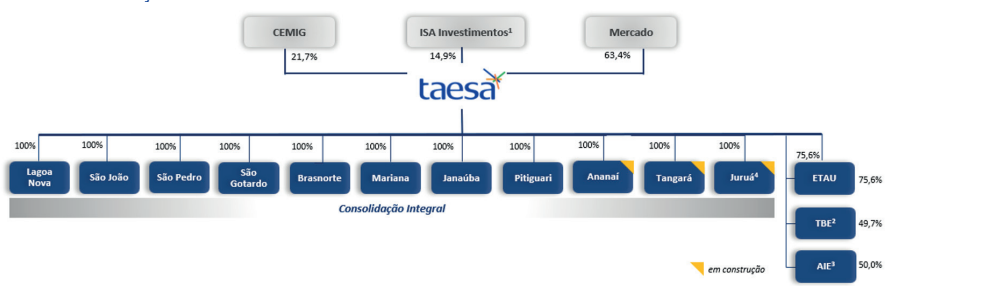 CEMIG
ISA Investimentos¹
Mercado
21,7%
14,9%
63,4%
taesa
100%
100%
100%
100%
100%
100%
100%
100%
100%
100%
100%
75,6%
Lagoa
Nova
São João
São Pedro
São
Gotardo
Brasnorte
Mariana
Janaúba
Pitiguari
Ananaí
Tangará
Juruá⁴
ETAU
75,6%
Consolidação Integral
TBE²
49,7%
AIE³
50,0%
em construção